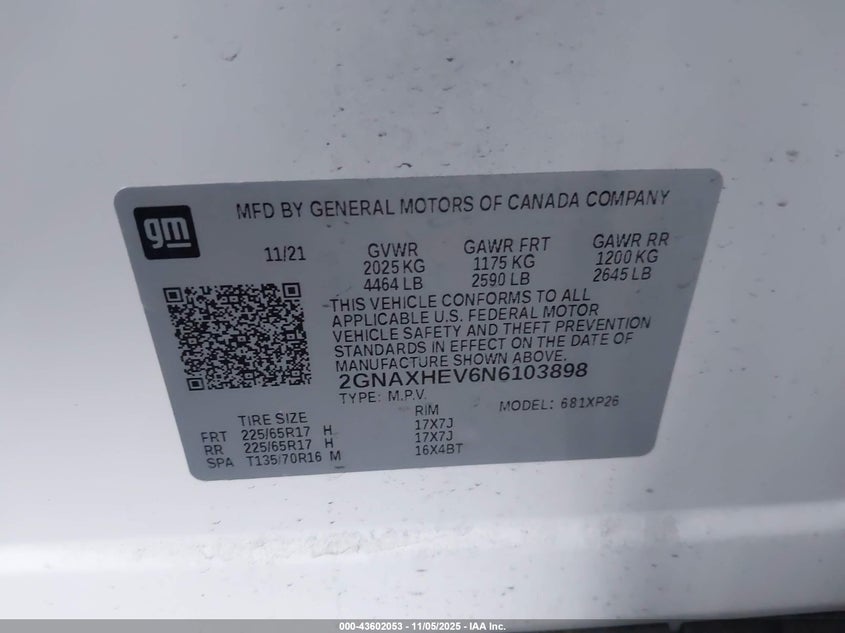 gm
MFD BY GENERAL MOTORS OF CANADA COMPANY
11/21 GVWR GAWR FRT GAWR RR
2025 KG 1175 KG 1200 KG
4464 LB 2590 LB 2645 LB
THIS VEHICLE CONFORMS TO ALL
APPLICABLE U.S. FEDERAL MOTOR
VEHICLE SAFETY AND THEFT PREVENTION
STANDARDS IN EFFECT ON THE DATE OF
MANUFACTURE SHOWN ABOVE.
2GNAXHEV6N6103898
TYPE: M.P.V. MODEL: 681XP26
TIRE SIZE RIM
FRT 225/65R17 H 17X7J
RR 225/65R17 H 17X7J
SPA T135/70R16 M 16X4BT
000-43602053 - 11/05/2025 - IAA Inc.